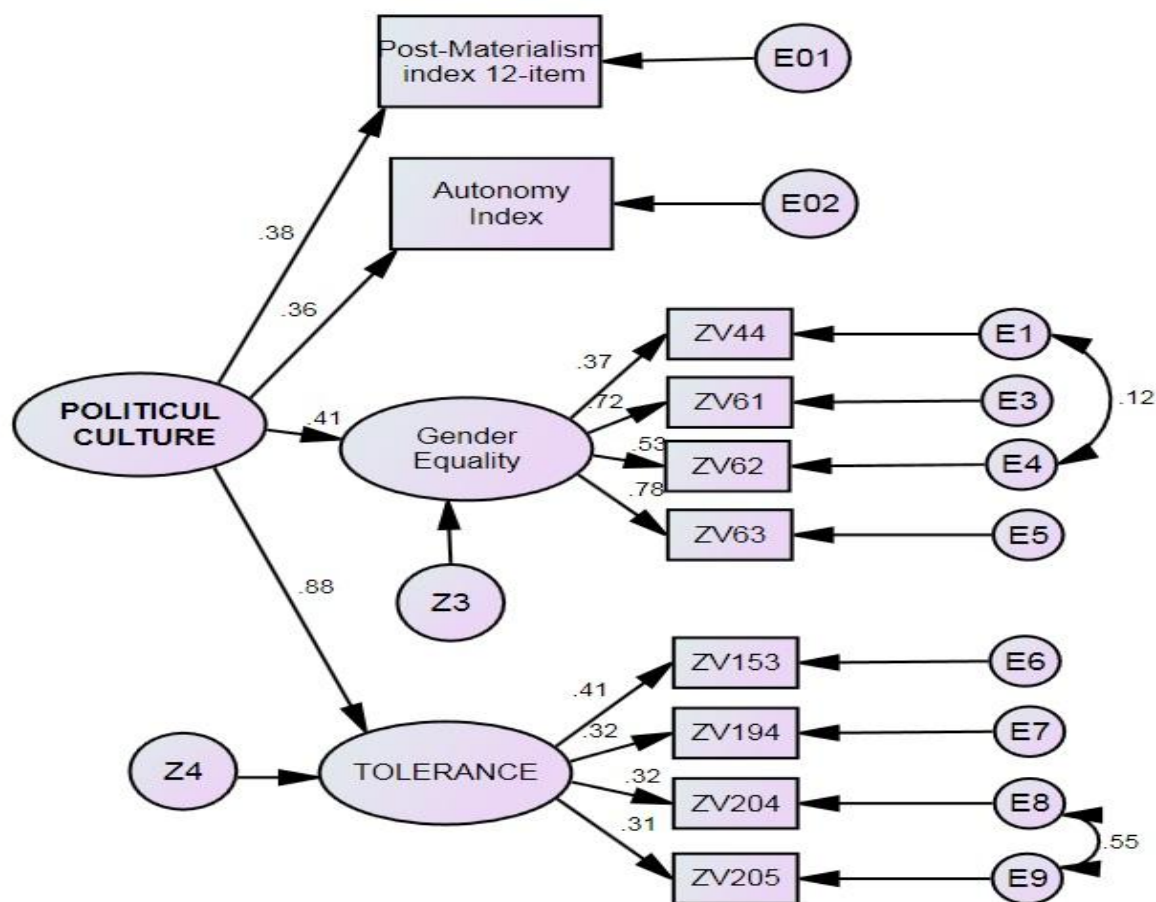 Post-Materialism
index 12-item
E01
Autonomy
Index
E02
.38
.36
POLITICUL
CULTURE
.41
Gender
Equality
.37
.72
.53
.78
ZV44
ZV61
ZV62
ZV63
E1
E3
E4
E5
.12
Z3
.88
Z4
TOLERANCE
.41
.32
.32
.31
ZV153
ZV194
ZV204
ZV205
E6
E7
E8
E9
.55